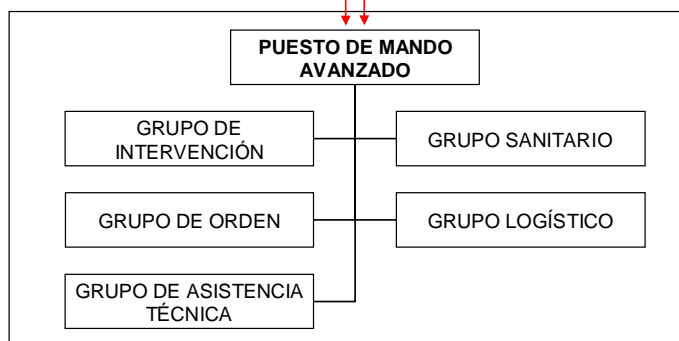 PUESTO DE MANDO
AVANZADO
GRUPO DE
INTERVENCIÓN
GRUPO SANITARIO
GRUPO DE ORDEN
GRUPO LOGÍSTICO
GRUPO DE ASISTENCIA
TÉCNICA